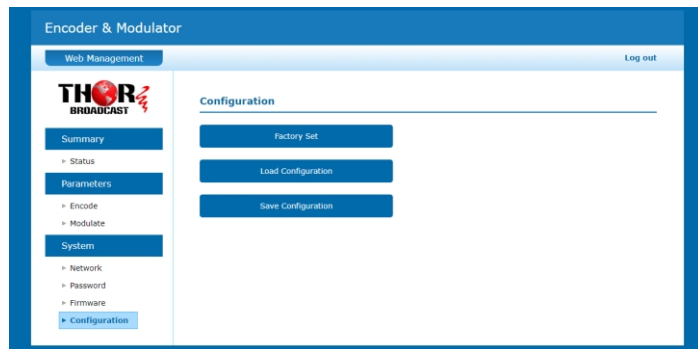 Encoder & Modulator
Web Management
Log out
THOR
BROADCAST
Summary
Status
Parameters
Encode
Modulate
System
Network
Password
Firmware
Configuration
Configuration
Factory Set
Load Configuration
Save Configuration